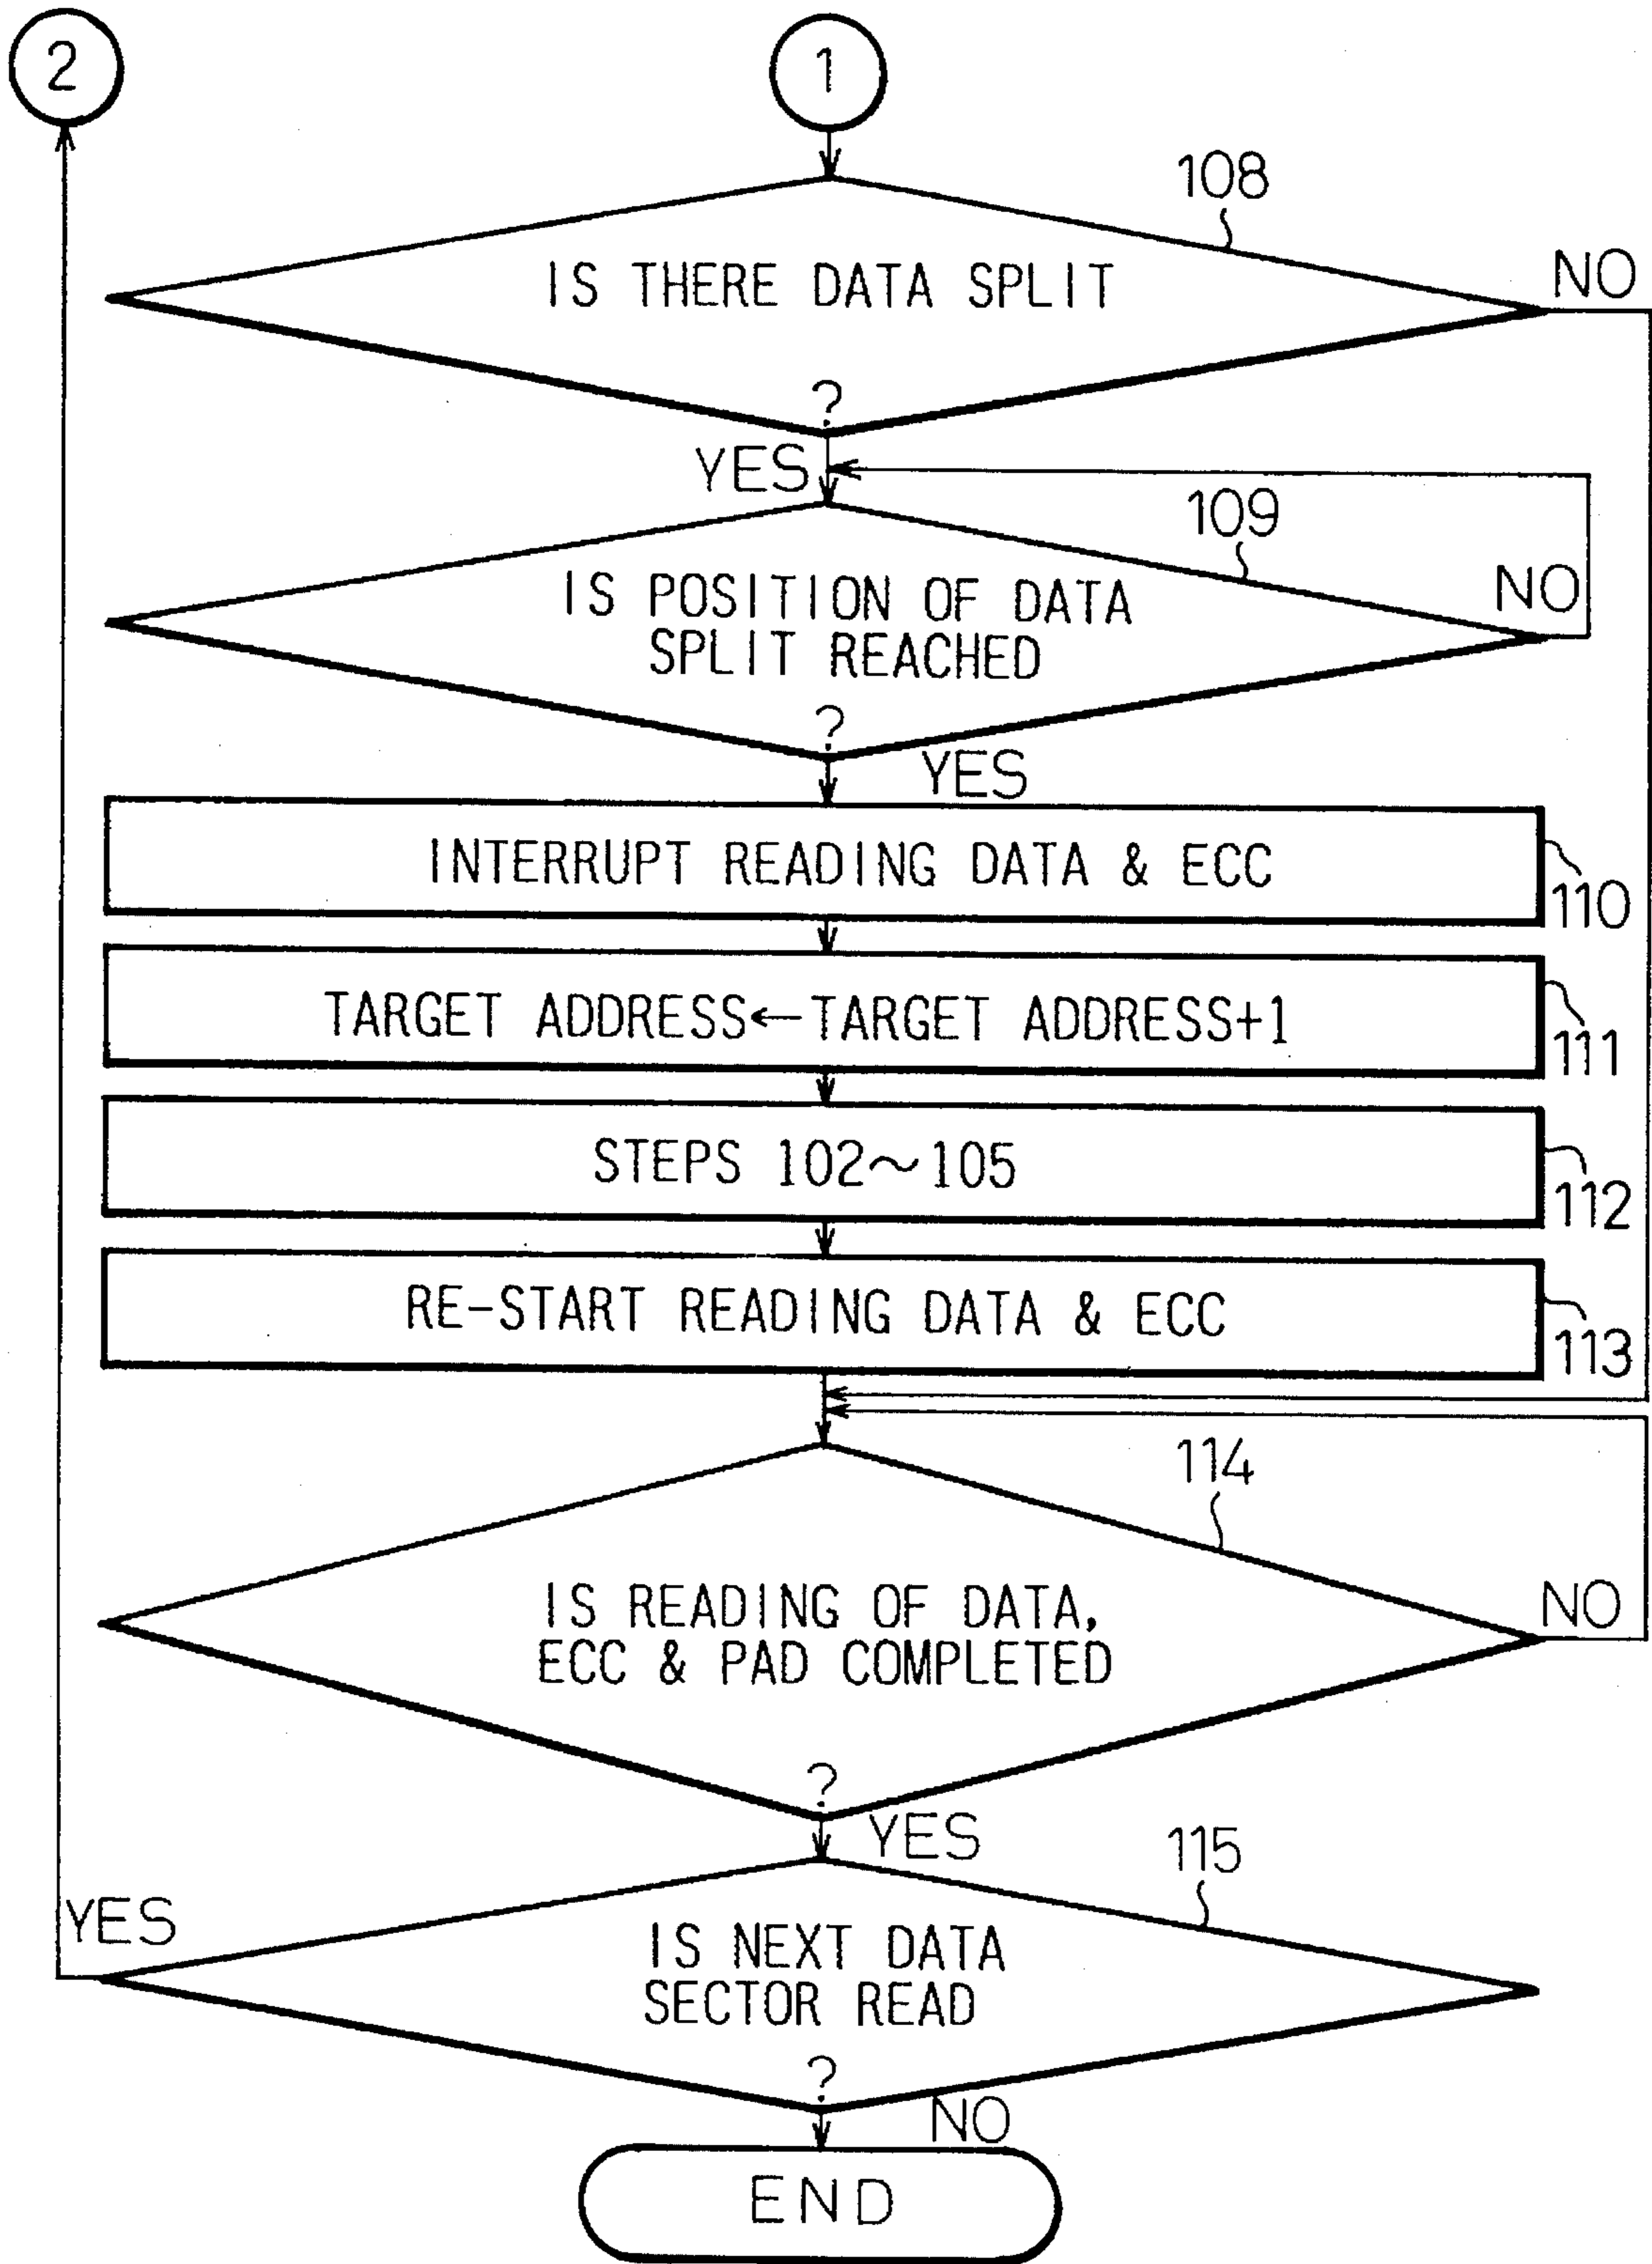 2
1
108
IS THERE DATA SPLIT
?
NO
YES
109
IS POSITION OF DATA
SPLIT REACHED
?
NO
YES
INTERRUPT READING DATA & ECC
110
TARGET ADDRESS←TARGET ADDRESS+1
111
STEPS 102～105
112
RE-START READING DATA & ECC
113
114
IS READING OF DATA,
ECC & PAD COMPLETED
?
NO
YES
115
YES
IS NEXT DATA
SECTOR READ
?
NO
END